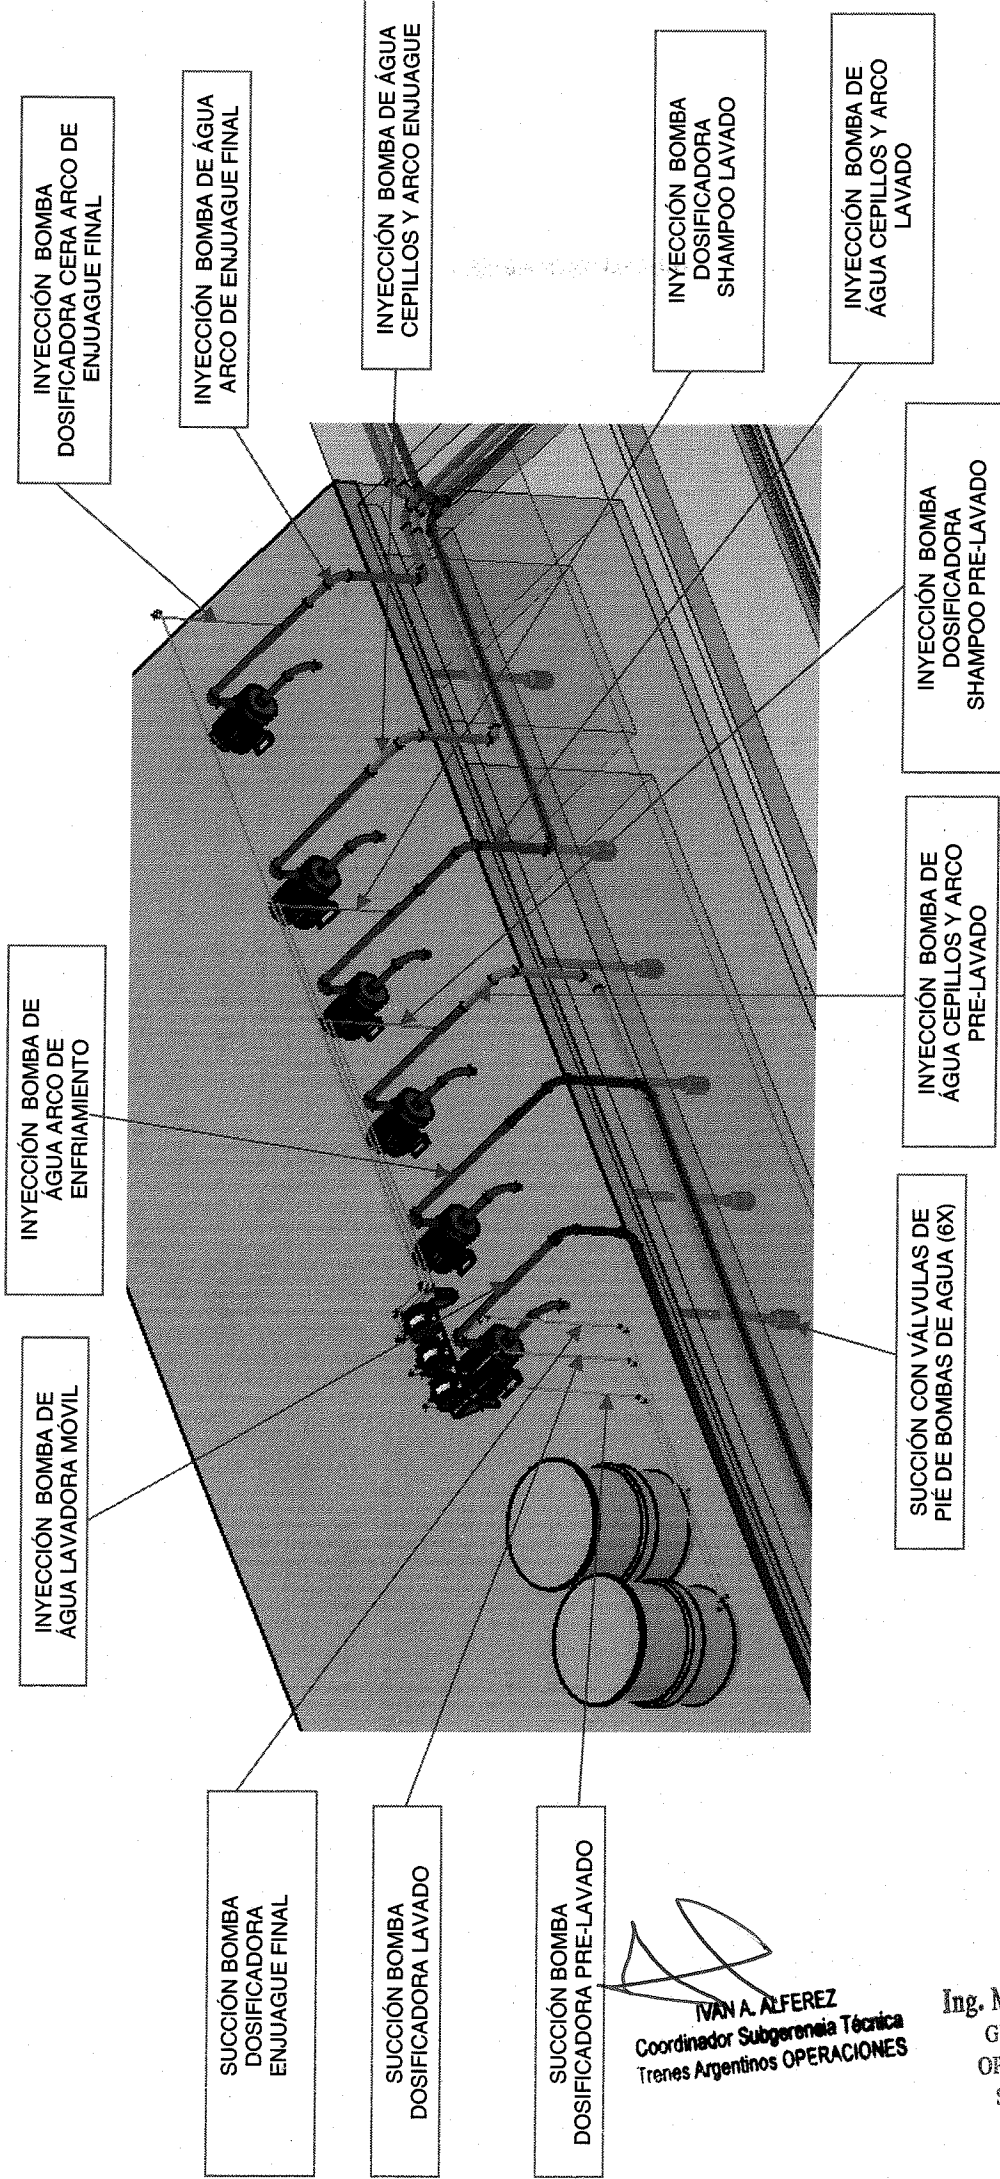 INYECCIÓN BOMBA
DOSIFICADORA CERA ARCO DE
ENJUAGUE FINAL
INYECCIÓN BOMBA DE ÁGUA
ARCO DE ENJUAGUE FINAL
INYECCIÓN BOMBA DE ÁGUA
CEPILLOS Y ARCO ENJUAGUE
INYECCIÓN BOMBA
DOSIFICADORA
SHAMPO LAVADO
INYECCIÓN BOMBA DE
ÁGUA CEPILLOS Y ARCO
LAVADO
INYECCIÓN BOMBA
DOSIFICADORA
SHAMPOO PRE-LAVADO
INYECCIÓN BOMBA DE
ÁGUA CEPILLOS Y ARCO
PRE-LAVADO
INYECCIÓN BOMBA DE
ÁGUA ARCO DE
ENFRIAMIENTO
INYECCIÓN BOMBA DE
ÁGUA LAVADORA MÓVIL
SUCCIÓN CON VÁLVULAS DE
PIÉ DE BOMBAS DE AGUA (6X)
SUCCIÓN BOMBA
DOSIFICADORA
ENJUAGUE FINAL
SUCCIÓN BOMBA
DOSIFICADORA LAVADO
SUCCIÓN BOMBA
DOSIFICADORA PRE-LAVADO
IVAN A. ALFEREZ
Coordinador Subgerencia Técnica
Trenes Argentinos OPERACIONES
Ing.